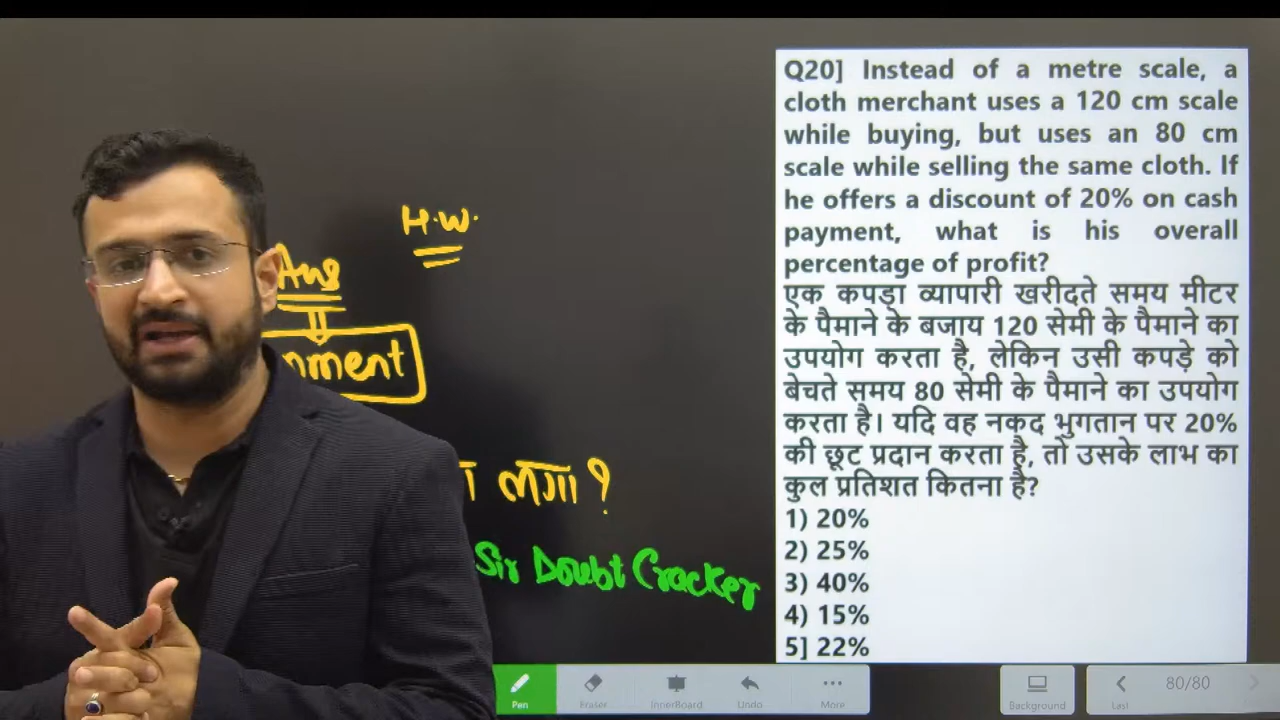 H.W.
Ans
लगा ?
Sir Doubt Cracker
Q20] Instead of a metre scale, a
cloth merchant uses a 120 cm scale
while buying, but uses an 80 cm
scale while selling the same cloth. If
he offers a discount of 20% on cash
payment, what is his overall
percentage of profit?
एक कपड़ा व्यापारी खरीदते समय मीटर
के पैमाने के बजाय 120 सेमी के पैमाने का
उपयोग करता है, लेकिन उसी कपड़े को
बेचते समय 80 सेमी के पैमाने का उपयोग
करता है। यदि वह नकद भुगतान पर 20%
की छूट प्रदान करता है, तो उसके लाभ का
कुल प्रतिशत कितना है?
1) 20%
2) 25%
3) 40%
4) 15%
5] 22%
Pen Eraser InnerBoard Undo More Background Last 80/80